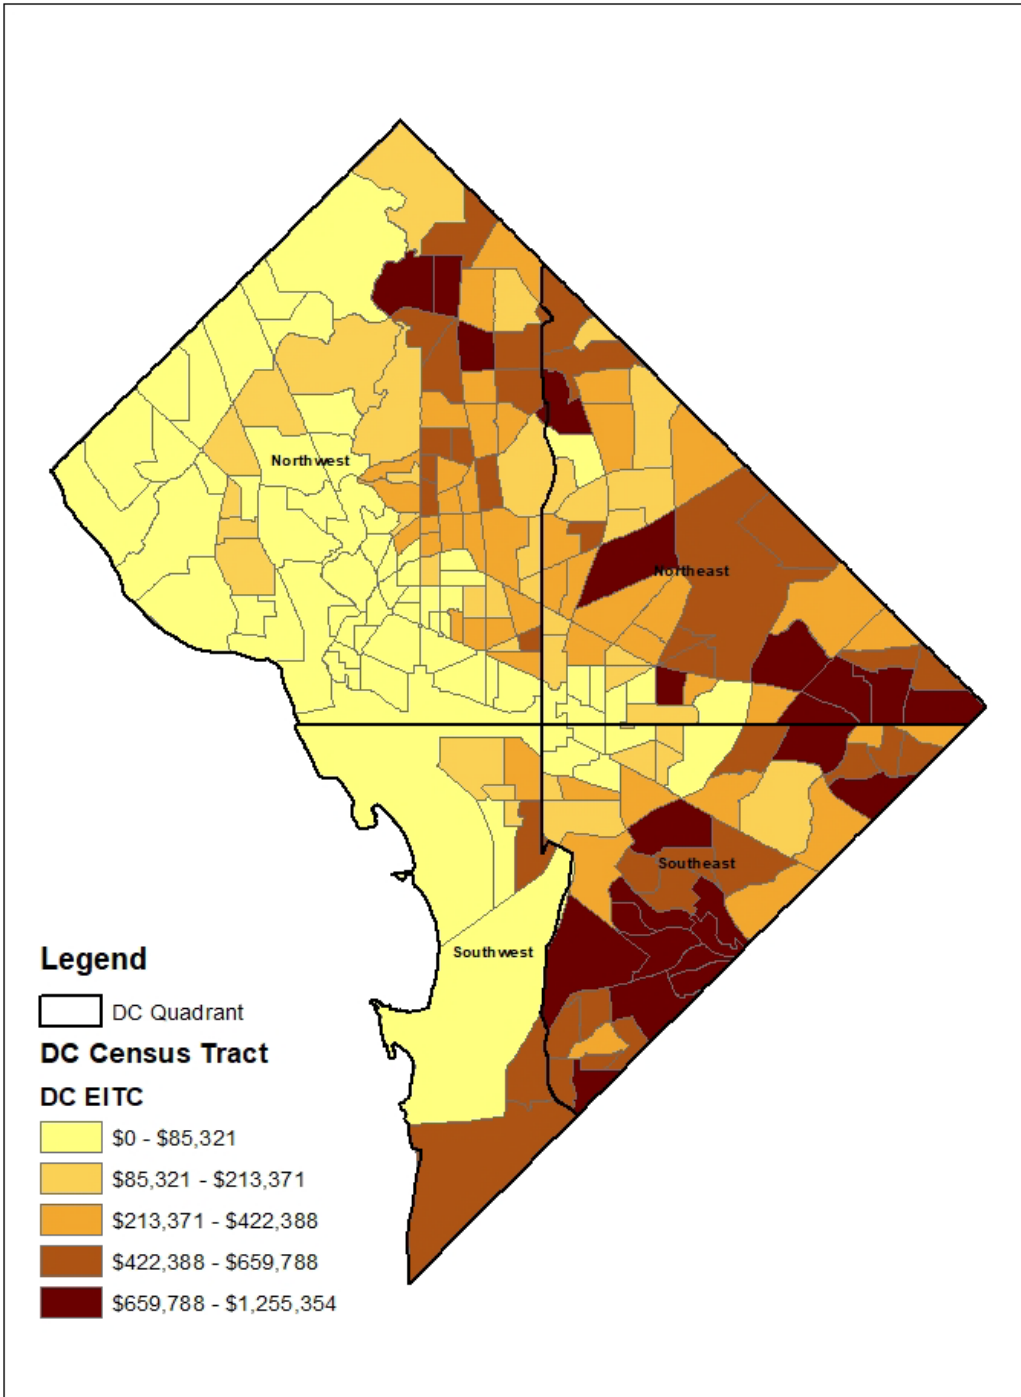 Northwest
Northeast
Southeast
Southwest
Legend
DC Quadrant
DC Census Tract
DC EITC
$0 - $85,321
$85,321 - $213,371
$213,371 - $422,388
$422,388 - $659,788
$659,788 - $1,255,354